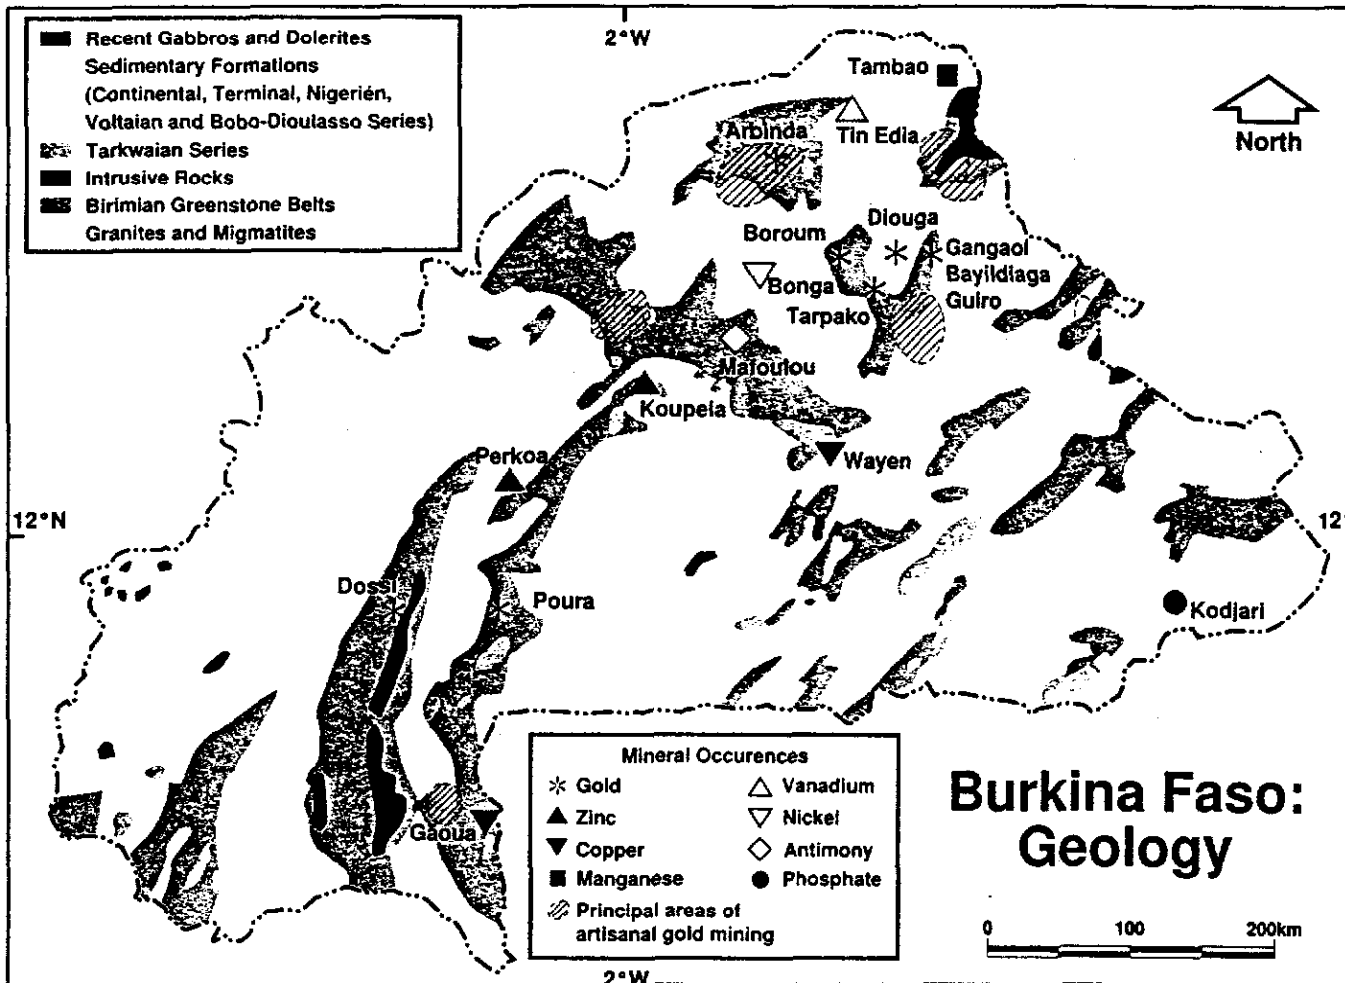 Recent Gabbros and Dolerites
Sedimentary Formations
(Continental, Terminal, Nigerién,
Voltaian and Bobo-Dioulasso Series)
Tarkwaian Series
Intrusive Rocks
Birimian Greenstone Belts
Granites and Migmatites
2°W
Tambao
North
Arbinda
Tin Edia
Diouga
Boroum
Gangaol
Bayildiaga
Guiro
Bonga
Tarpako
Mafoulou
Koupela
Perkoa
Wayen
12°N
12°
Dossi
Poura
Kodjari
Gaoua
Mineral Occurences
Gold
Zinc
Copper
Manganese
Principal areas of
artisanal gold mining
Vanadium
Nickel
Antimony
Phosphate
Burkina Faso:
Geology
0 100 200km
2°W